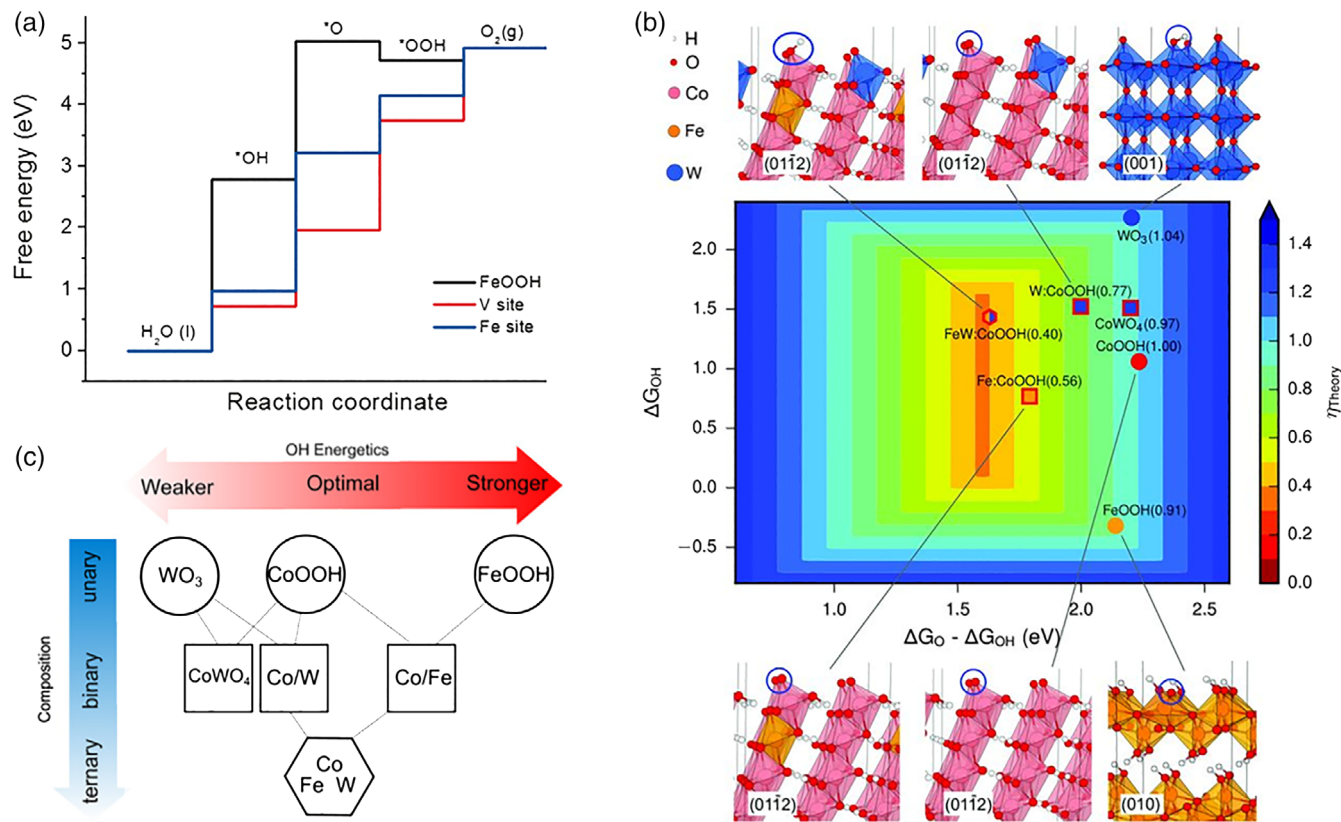 (a)
Free energy (eV)
5
4
3
2
1
0
H₂O (l)
*OH
*O
*OOH
O₂(g)
FeOOH
V site
Fe site
Reaction coordinate
(b)
H
O
Co
Fe
W
(011̅2)
(011̅2)
(001)
ΔG_OH
2.0
1.5
1.0
0.5
0.0
−0.5
WO₃(1.04)
W:CoOOH(0.77)
CoWO₄(0.97)
FeW:CoOOH(0.40)
CoOOH(1.00)
Fe:CoOOH(0.56)
FeOOH(0.91)
1.0
1.5
2.0
2.5
ΔG_O - ΔG_OH (eV)
1.4
1.2
1.0
0.8
0.6
0.4
0.2
0.0
η_Theory
(011̅2)
(011̅2)
(010)
(c)
OH Energetics
Weaker
Optimal
Stronger
Composition
unary
binary
ternary
WO₃
CoOOH
FeOOH
CoWO₄
Co/W
Co/Fe
Co
Fe W